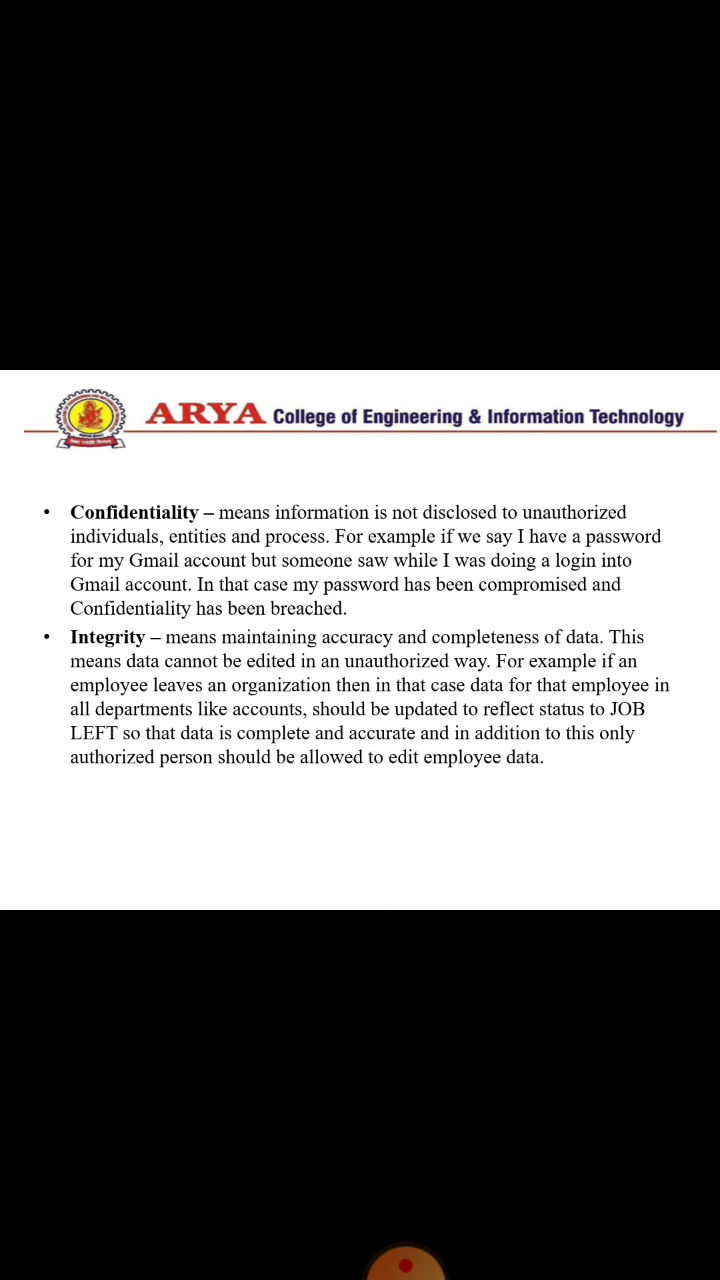 ARYA College of Engineering & Information Technology
• Confidentiality – means information is not disclosed to unauthorized
individuals, entities and process. For example if we say I have a password
for my Gmail account but someone saw while I was doing a login into
Gmail account. In that case my password has been compromised and
Confidentiality has been breached.
• Integrity – means maintaining accuracy and completeness of data. This
means data cannot be edited in an unauthorized way. For example if an
employee leaves an organization then in that case data for that employee in
all departments like accounts, should be updated to reflect status to JOB
LEFT so that data is complete and accurate and in addition to this only
authorized person should be allowed to edit employee data.